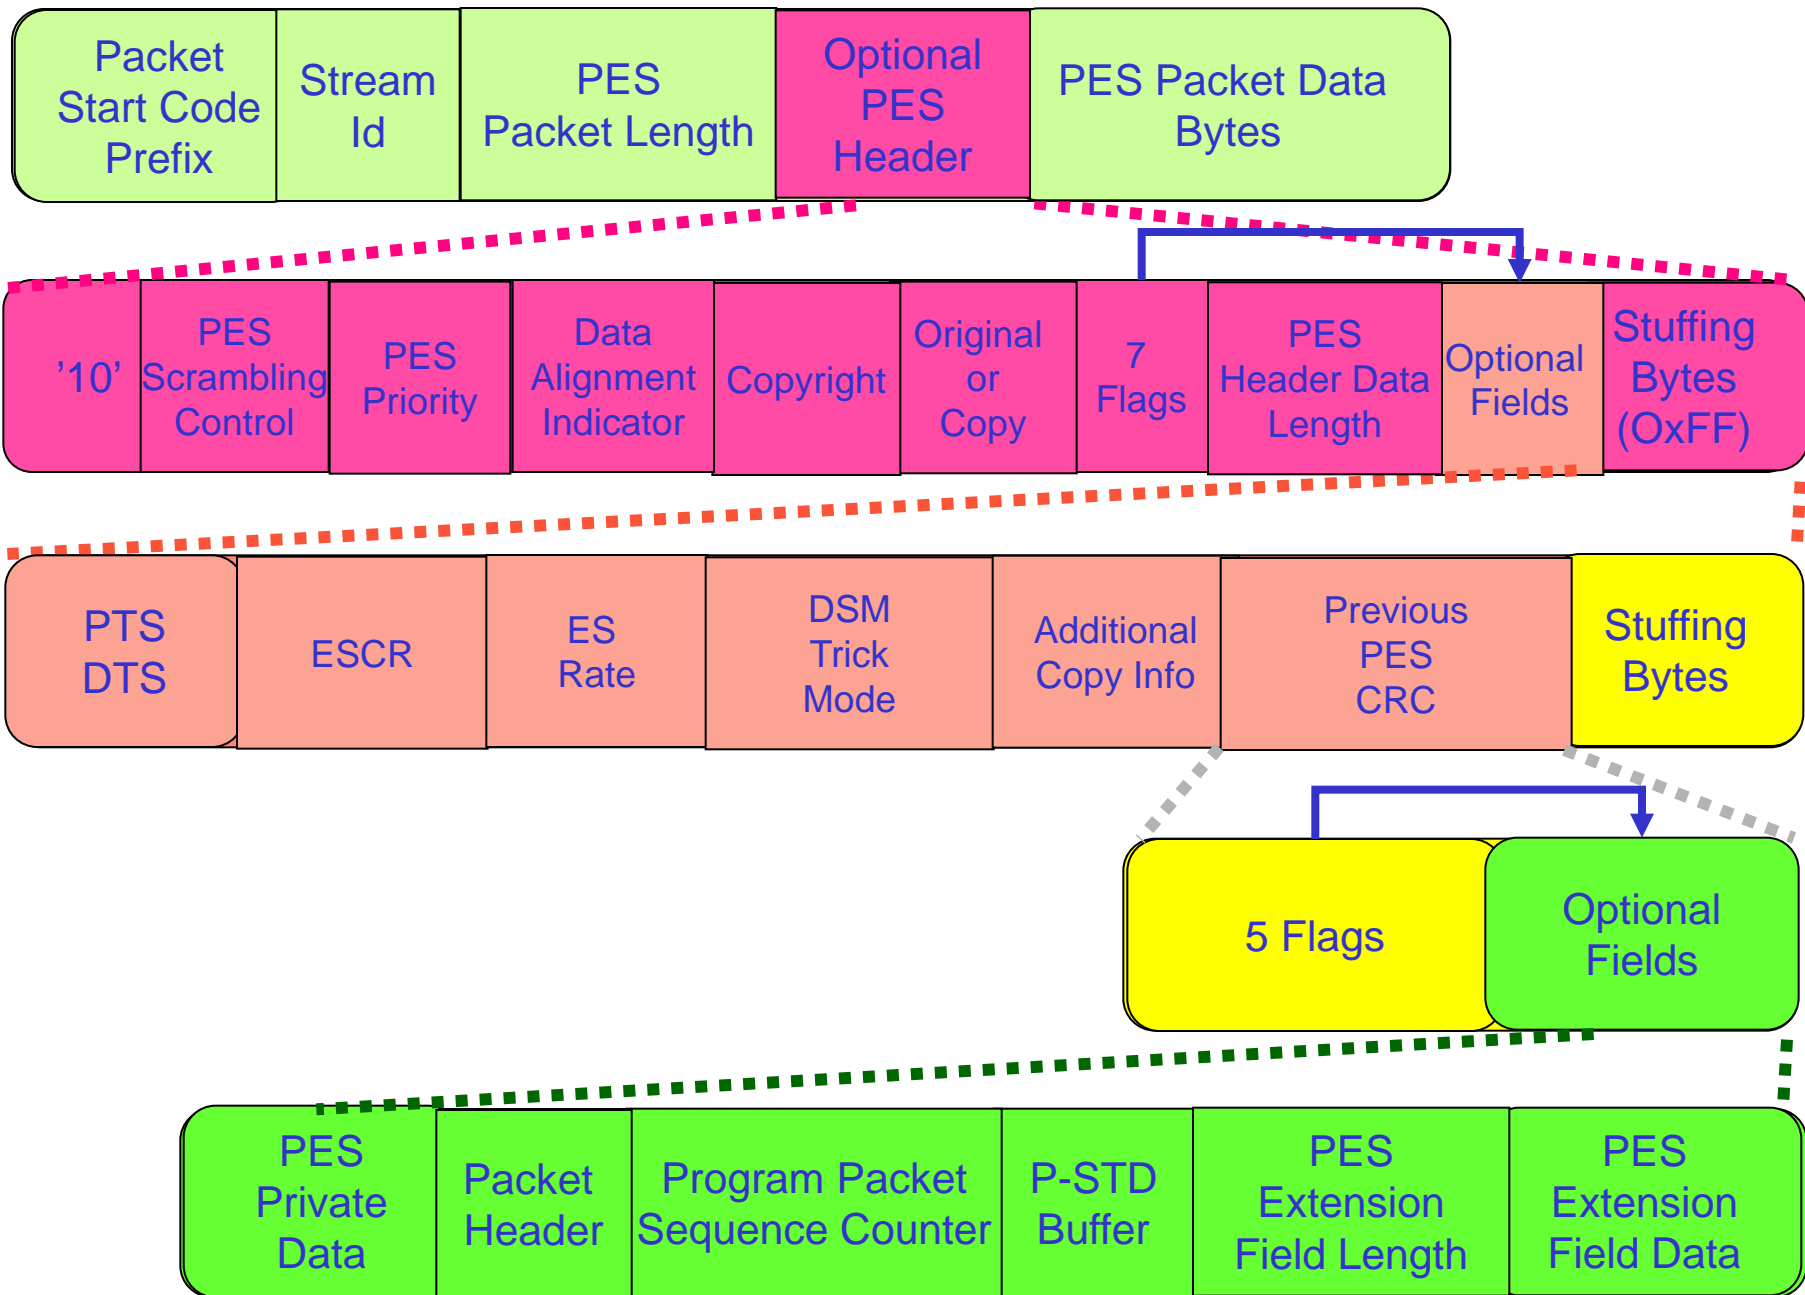 Packet
Start Code
Prefix
Stream
Id
PES
Packet Length
Optional
PES
Header
PES Packet Data
Bytes
’10’
PES
Scrambling
Control
PES
Priority
Data
Alignment
Indicator
Copyright
Original
or
Copy
7
Flags
PES
Header Data
Length
Optional
Fields
Stuffing
Bytes
(OxFF)
PTS
DTS
ESCR
ES
Rate
DSM
Trick
Mode
Additional
Copy Info
Previous
PES
CRC
Stuffing
Bytes
5 Flags
Optional
Fields
PES
Private
Data
Packet
Header
Program Packet
Sequence Counter
P-STD
Buffer
PES
Extension
Field Length
PES
Extension
Field Data